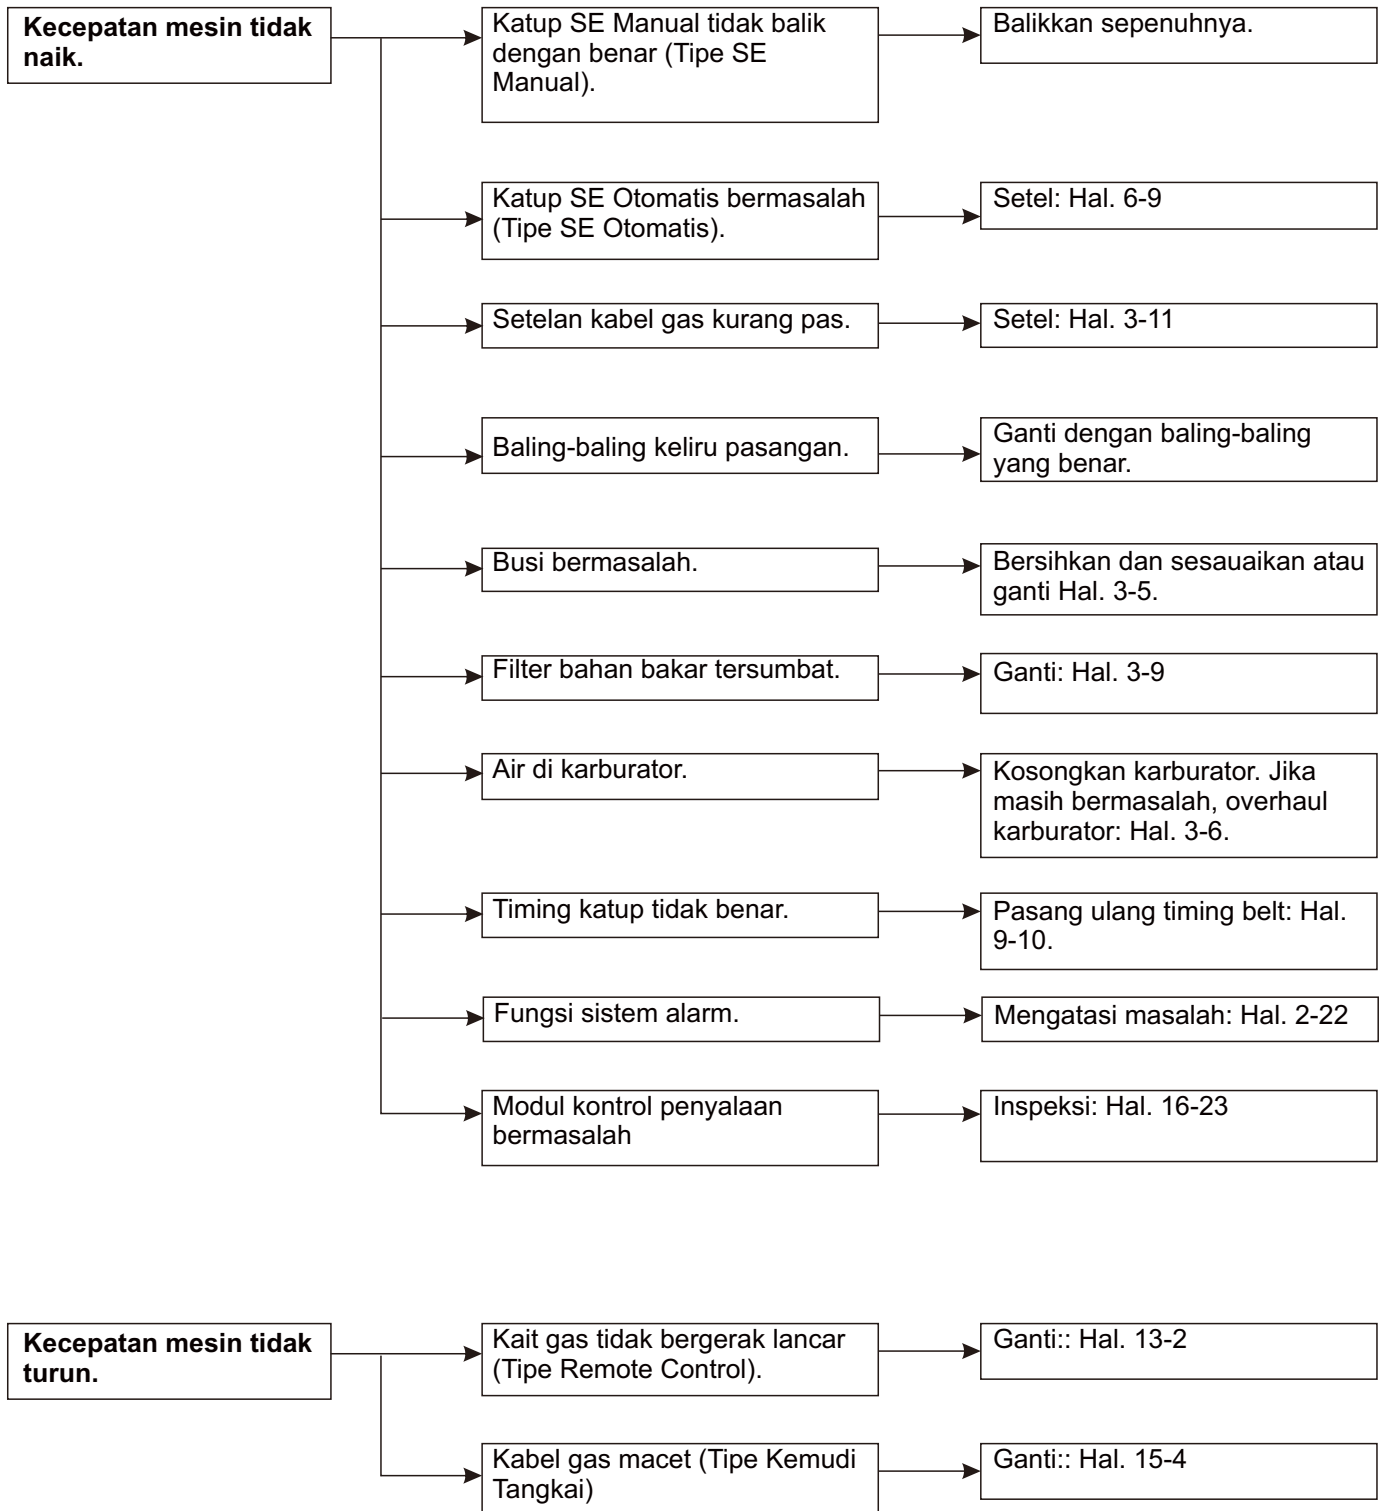 Kecepatan mesin tidak
naik.
Katup SE Manual tidak balik
dengan benar (Tipe SE
Manual).
Balikkan sepenuhnya.
Katup SE Otomatis bermasalah
(Tipe SE Otomatis).
Setel: Hal. 6-9
Setelan kabel gas kurang pas.
Setel: Hal. 3-11
Baling-baling keliru pasangan.
Ganti dengan baling-baling
yang benar.
Busi bermasalah.
Bersihkan dan sesauaikan atau
ganti Hal. 3-5.
Filter bahan bakar tersumbat.
Ganti: Hal. 3-9
Air di karburator.
Kosongkan karburator. Jika
masih bermasalah, overhaul
karburator: Hal. 3-6.
Timing katup tidak benar.
Pasang ulang timing belt: Hal.
9-10.
Fungsi sistem alarm.
Mengatasi masalah: Hal. 2-22
Modul kontrol penyalaan
bermasalah
Inspeksi: Hal. 16-23
Kecepatan mesin tidak
turun.
Kait gas tidak bergerak lancar
(Tipe Remote Control).
Ganti:: Hal. 13-2
Kabel gas macet (Tipe Kemudi
Tangkai)
Ganti:: Hal. 15-4